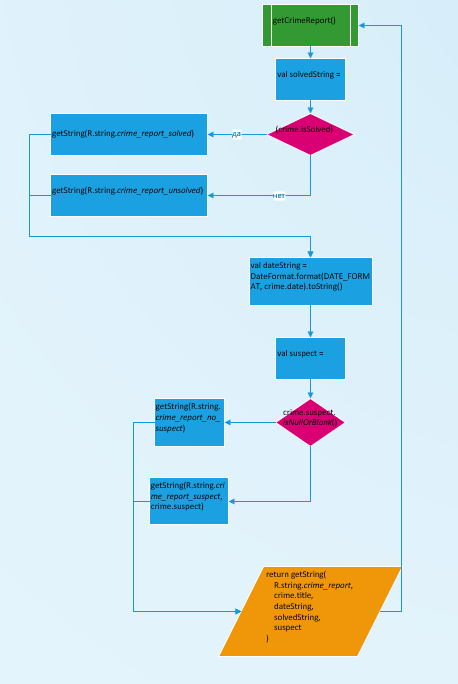 getCrimeReport()
val solvedString =
(crime.isSolved)
да
getString(R.string.crime_report_solved)
нет
getString(R.string.crime_report_unsolved)
val dateString =
DateFormat.format(DATE_FORM
AT, crime.date).toString()
val suspect =
crime.suspect.
isNullOrBlank()
getString(R.string.
crime_report_no_
suspect)
getString(R.string.cri
me_report_suspect,
crime.suspect)
return getString(
R.string.crime_report,
crime.title,
dateString,
solvedString,
suspect
)